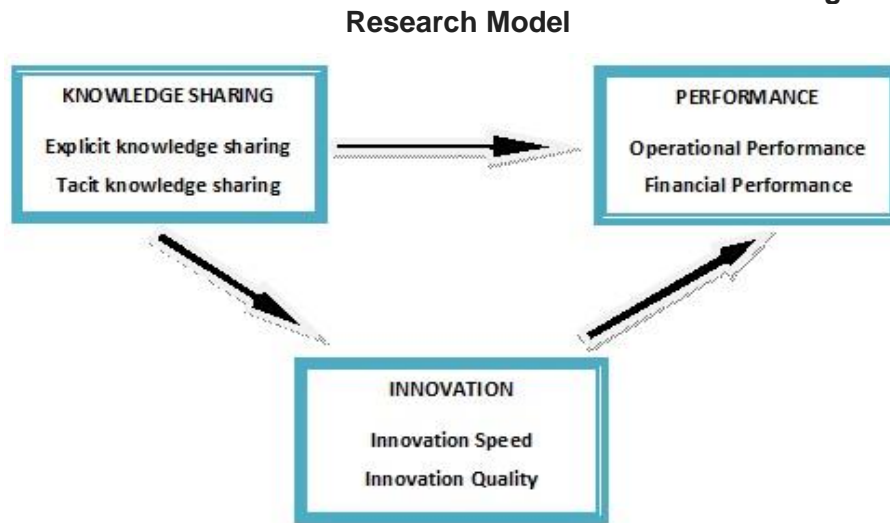 Research Model
KNOWLEDGE SHARING
Explicit knowledge sharing
Tacit knowledge sharing
PERFORMANCE
Operational Performance
Financial Performance
INNOVATION
Innovation Speed
Innovation Quality